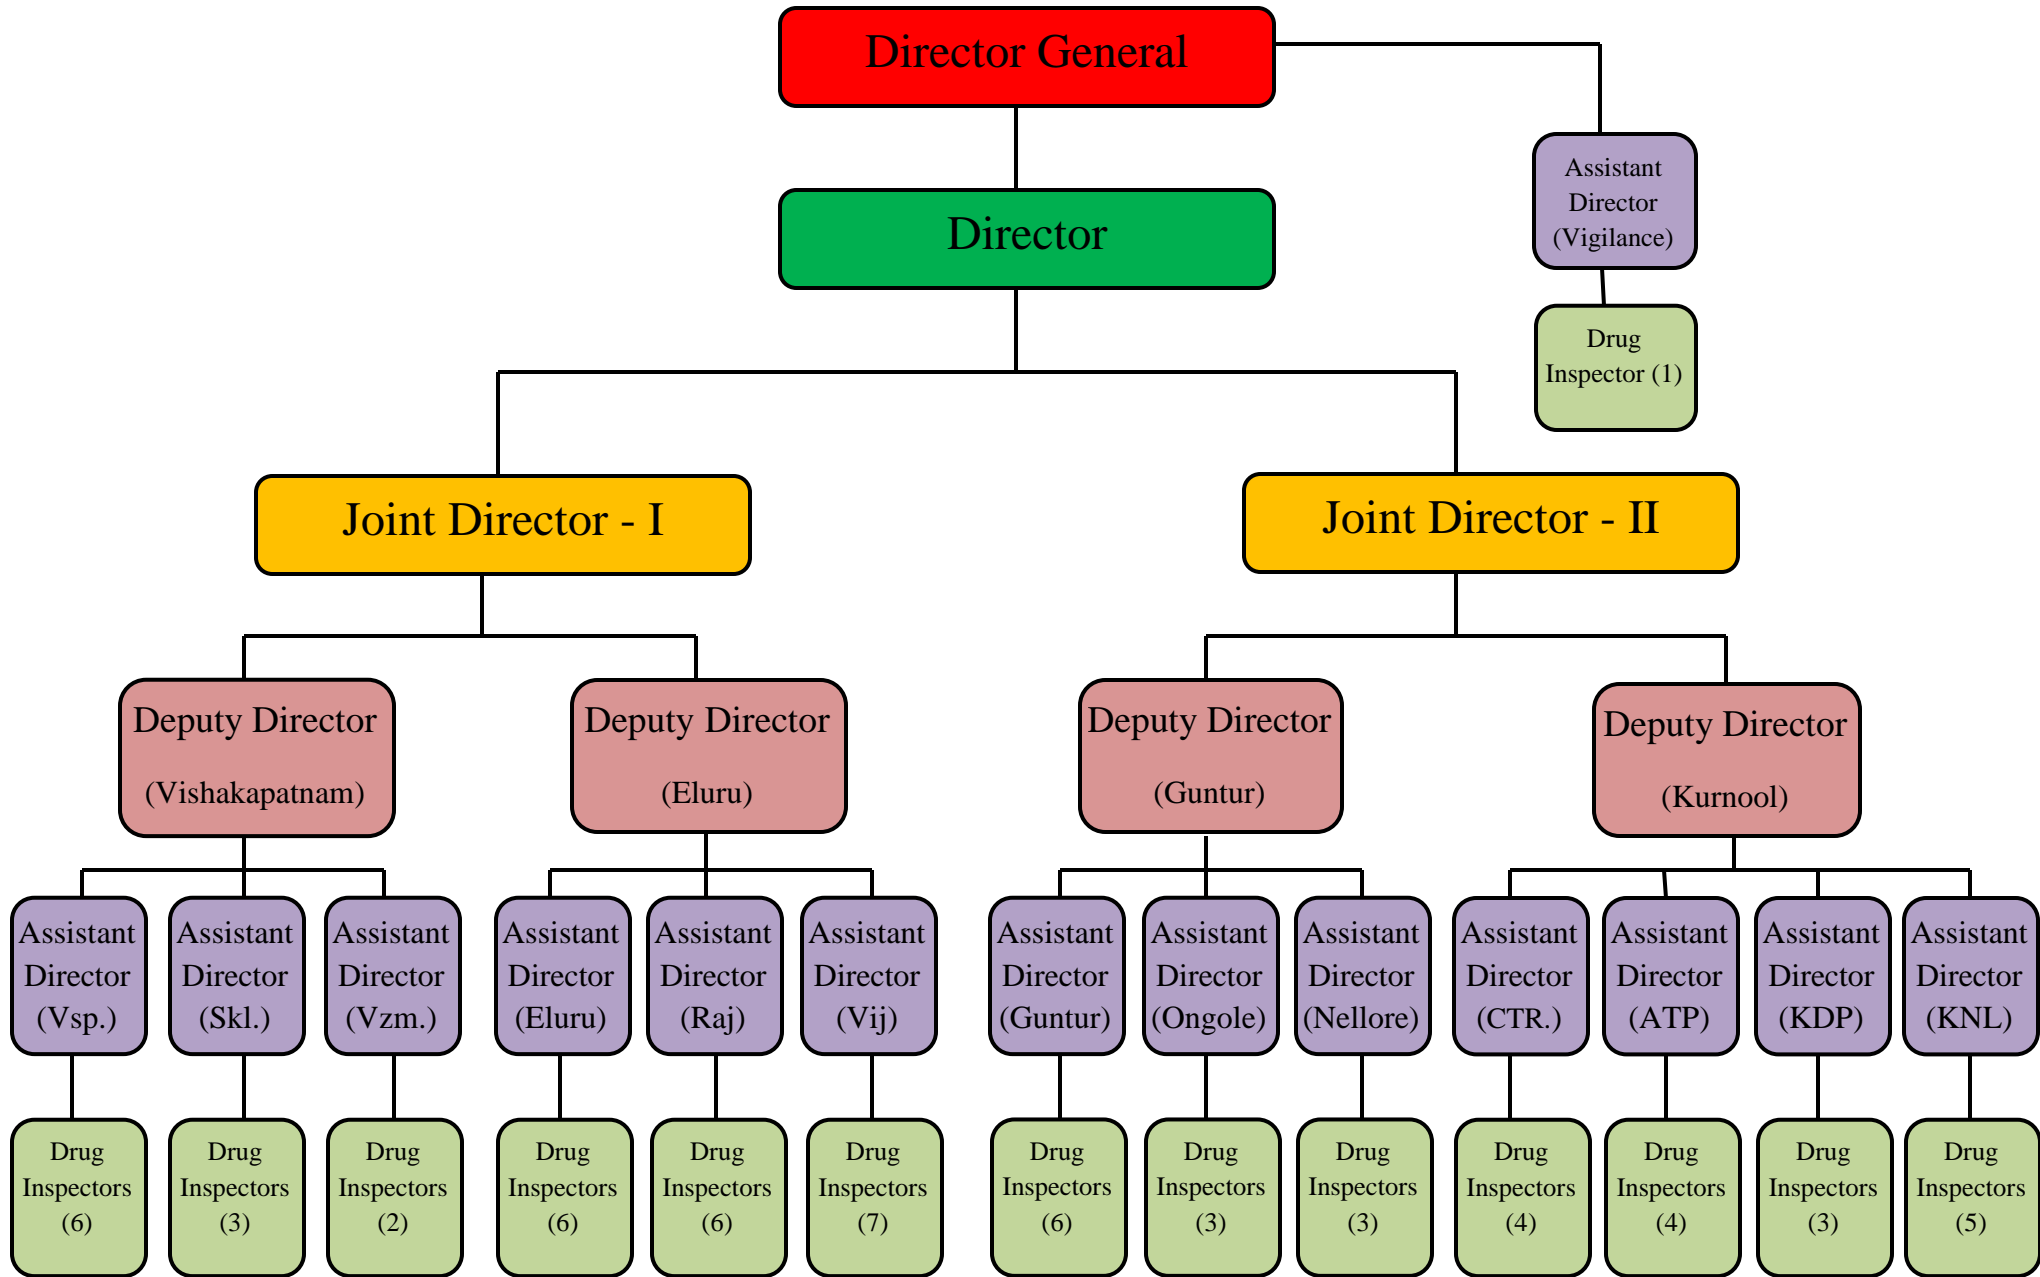 Director General
Assistant
Director
(Vigilance)
Director
Drug
Inspector (1)
Joint Director - I
Joint Director - II
Deputy Director
(Vishakapatnam)
Deputy Director
(Eluru)
Deputy Director
(Guntur)
Deputy Director
(Kurnool)
Assistant
Director
(Vsp.)
Assistant
Director
(Skl.)
Assistant
Director
(Vzm.)
Assistant
Director
(Eluru)
Assistant
Director
(Raj)
Assistant
Director
(Vij)
Assistant
Director
(Guntur)
Assistant
Director
(Ongole)
Assistant
Director
(Nellore)
Assistant
Director
(CTR.)
Assistant
Director
(ATP)
Assistant
Director
(KDP)
Assistant
Director
(KNL)
Drug
Inspectors
(6)
Drug
Inspectors
(3)
Drug
Inspectors
(2)
Drug
Inspectors
(6)
Drug
Inspectors
(6)
Drug
Inspectors
(7)
Drug
Inspectors
(6)
Drug
Inspectors
(3)
Drug
Inspectors
(3)
Drug
Inspectors
(4)
Drug
Inspectors
(4)
Drug
Inspectors
(3)
Drug
Inspectors
(5)